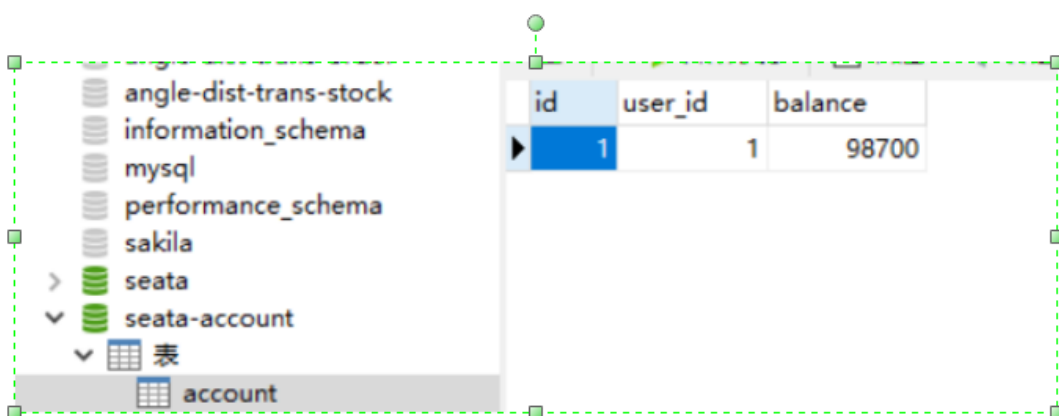 angle-dist-trans-stock
information_schema
mysql
performance_schema
sakila
seata
seata-account
表
account
id user_id balance
1 1 98700